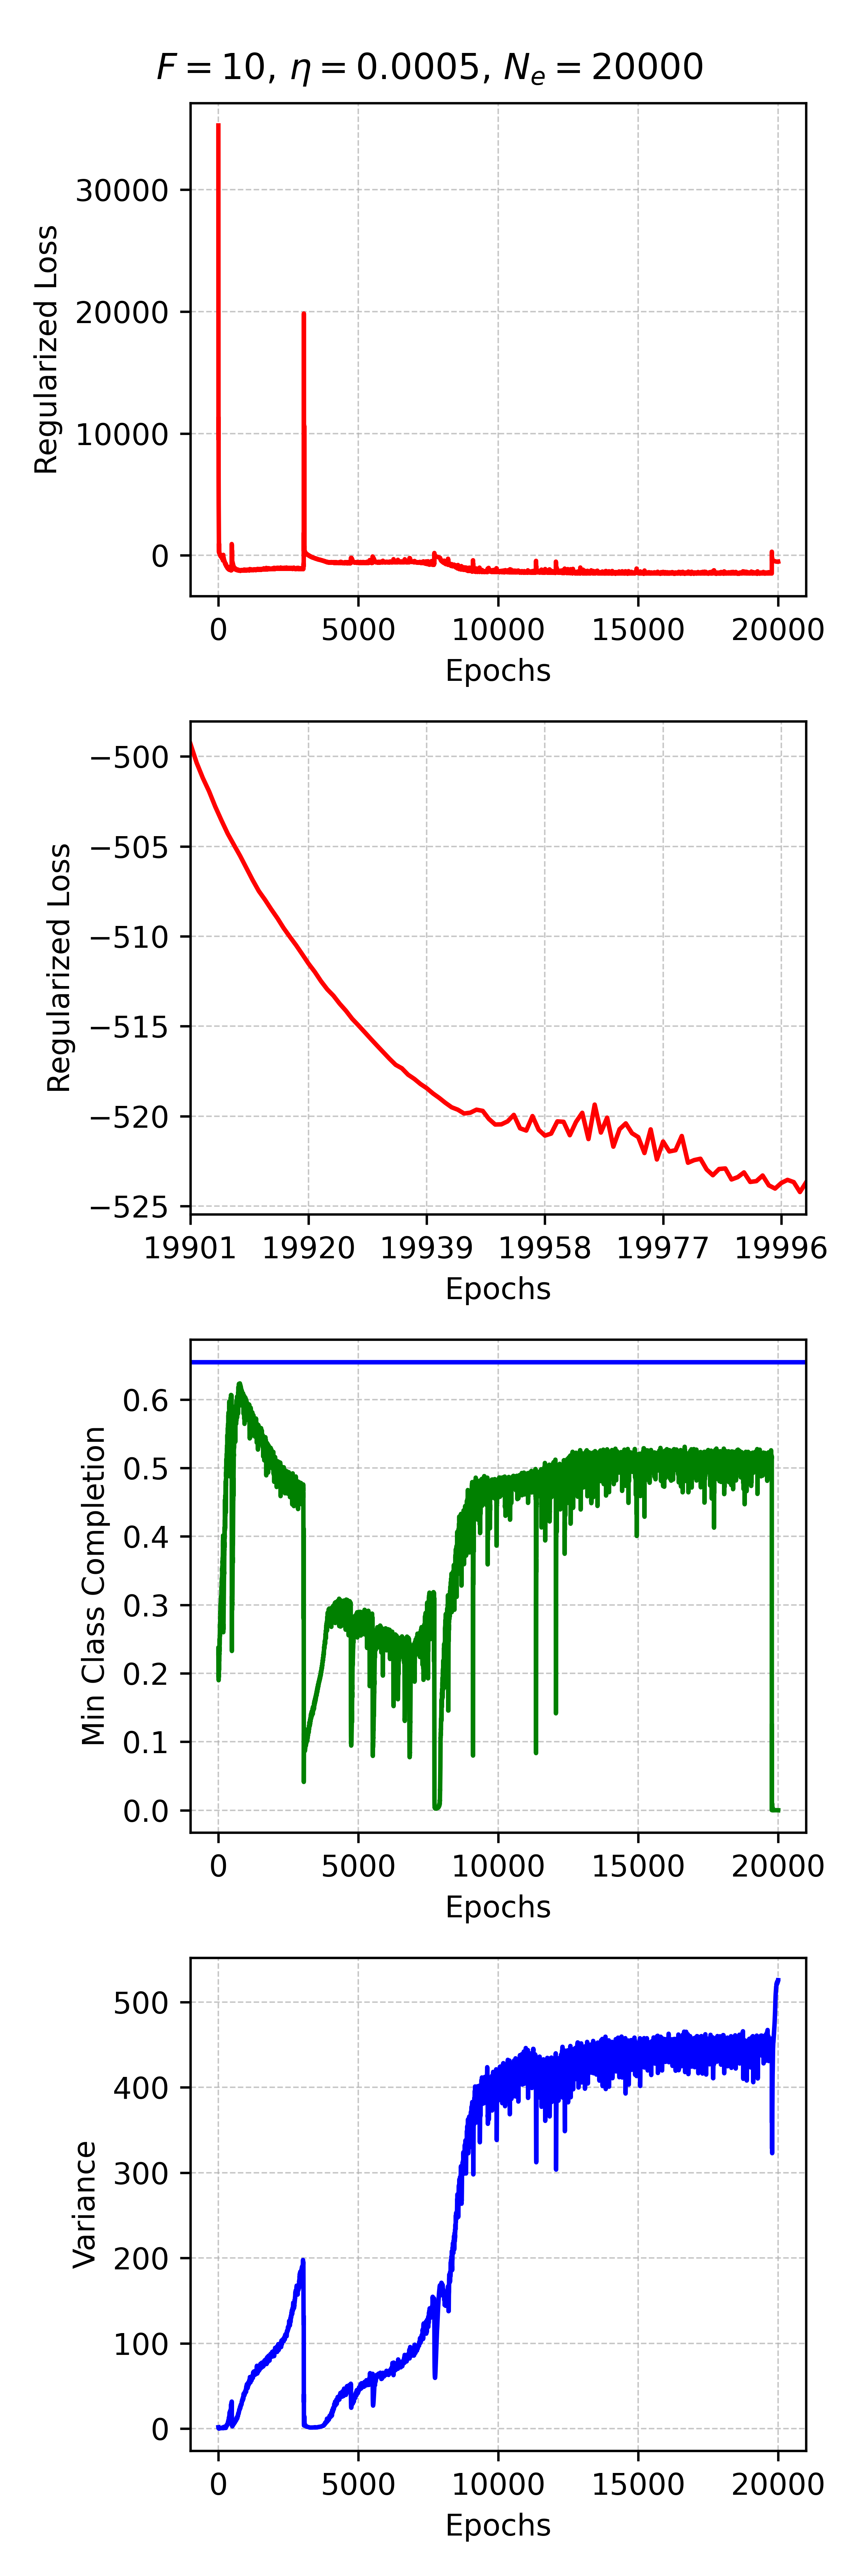 F = 10, η = 0.0005, Nₑ = 20000
Regularized Loss
30000
20000
10000
0
0 5000 10000 15000 20000
Epochs
Regularized Loss
−500
−505
−510
−515
−520
−525
19901 19920 19939 19958 19977 19996
Epochs
Min Class Completion
0.6
0.5
0.4
0.3
0.2
0.1
0.0
0 5000 10000 15000 20000
Epochs
Variance
500
400
300
200
100
0
0 5000 10000 15000 20000
Epochs